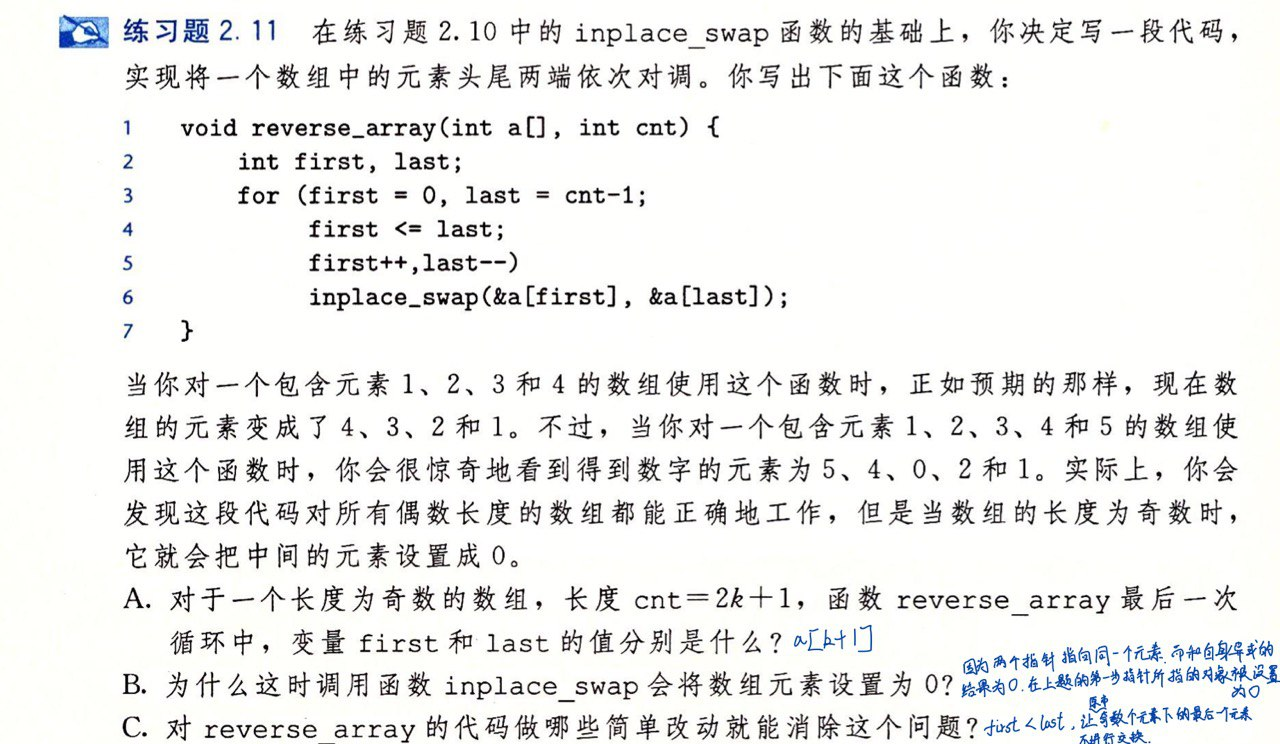 练习题 2.11 在练习题 2.10 中的 inplace_swap 函数的基础上，你决定写一段代码，
实现将一个数组中的元素头尾两端依次对调。你写出下面这个函数：
1 void reverse_array(int a[], int cnt) {
2 int first, last;
3 for (first = 0, last = cnt-1;
4 first <= last;
5 first++,last--)
6 inplace_swap(&a[first], &a[last]);
7 }
当你对一个包含元素 1、2、3 和 4 的数组使用这个函数时，正如预期的那样，现在数
组的元素变成了 4、3、2 和 1。不过，当你对一个包含元素 1、2、3、4 和 5 的数组使
用这个函数时，你会很惊奇地看到得到数字的元素为 5、4、0、2 和 1。实际上，你会
发现这段代码对所有偶数长度的数组都能正确地工作，但是当数组的长度为奇数时，
它就会把中间的元素设置成 0。
A. 对于一个长度为奇数的数组，长度 cnt=2k+1，函数 reverse_array 最后一次
循环中，变量 first 和 last 的值分别是什么？ a[k+1]
B. 为什么这时调用函数 inplace_swap 会将数组元素设置为 0?
因为两个指针指向同一个元素,而和自身异或的
结果为0.在上题的第一步指针所指的对象被设置
为0
C. 对 reverse_array 的代码做哪些简单改动就能消除这个问题？
first<last, 让奇数个元素下的最后一个元素
不进行交换.